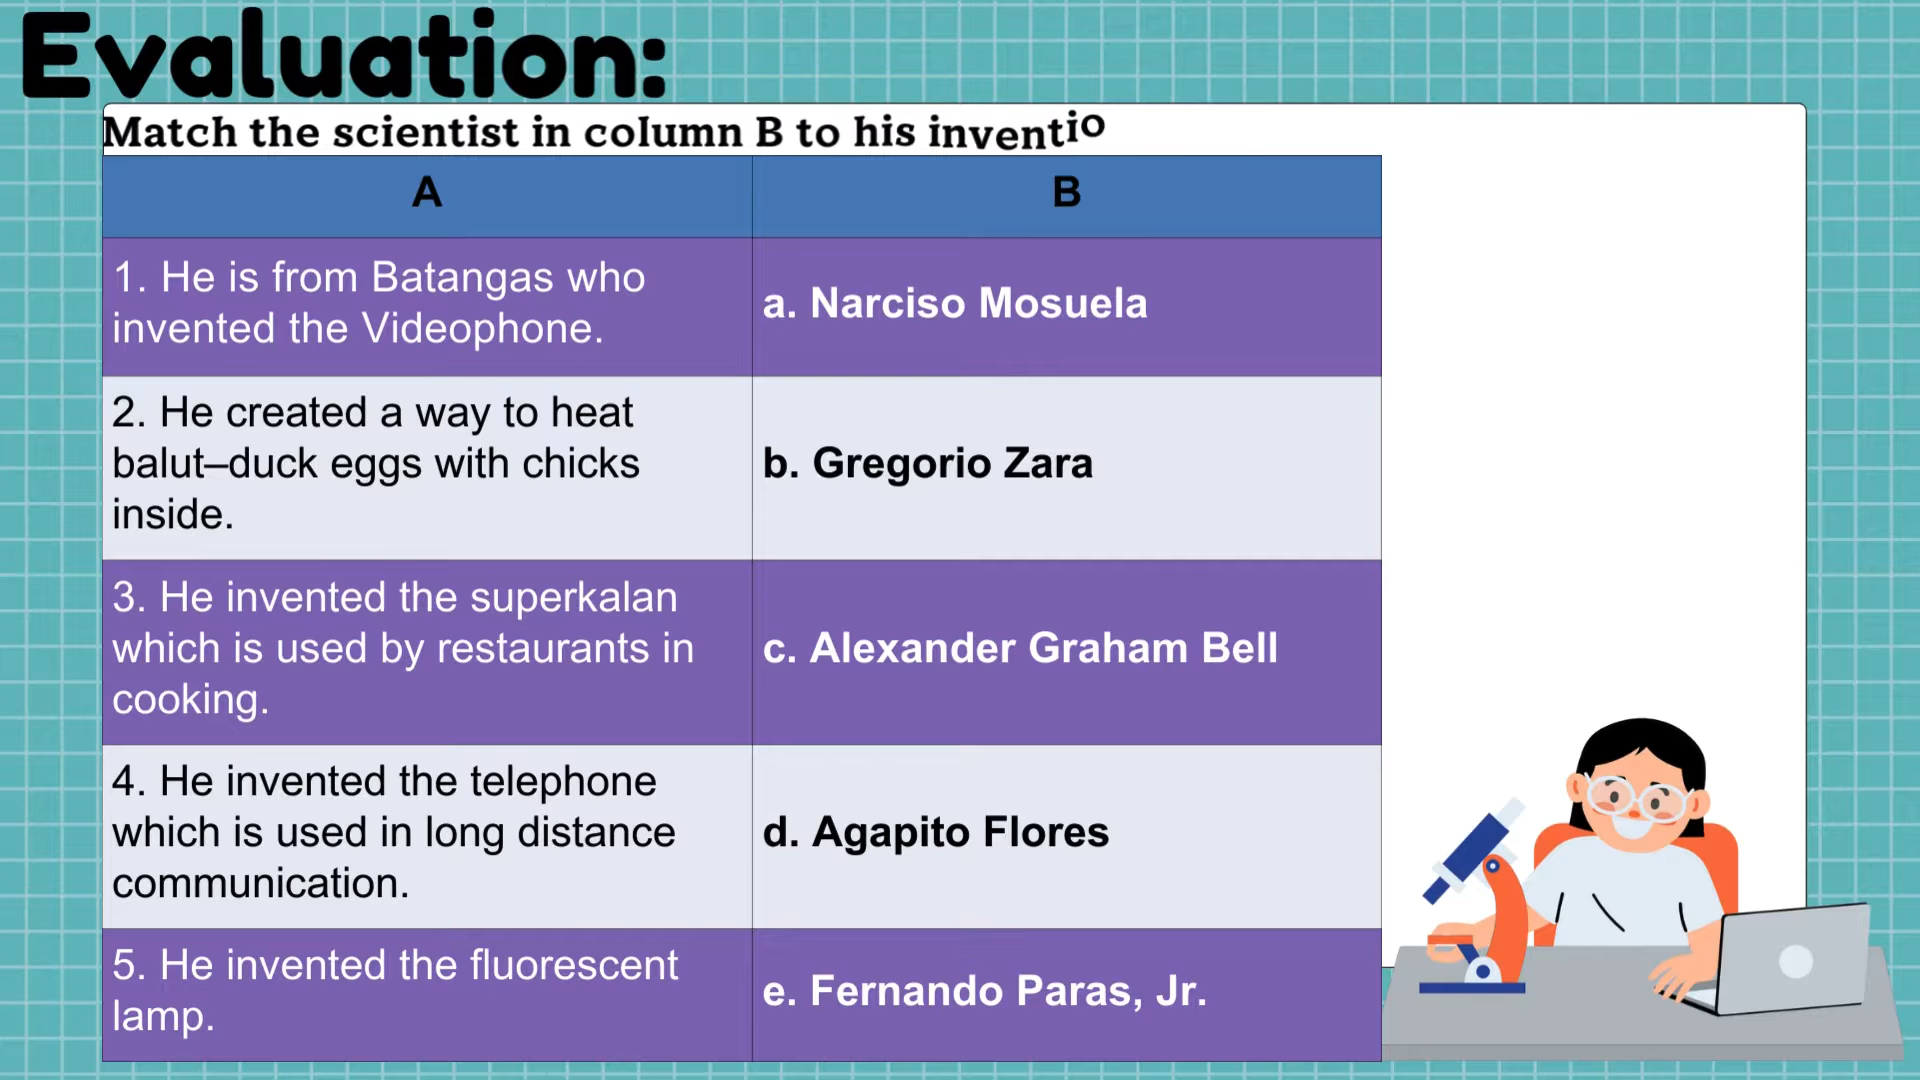 Evaluation:
Match the scientist in column B to his inventio
A
B
1. He is from Batangas who
invented the Videophone.
a. Narciso Mosuela
2. He created a way to heat
balut–duck eggs with chicks
inside.
b. Gregorio Zara
3. He invented the superkalan
which is used by restaurants in
cooking.
c. Alexander Graham Bell
4. He invented the telephone
which is used in long distance
communication.
d. Agapito Flores
5. He invented the fluorescent
lamp.
e. Fernando Paras, Jr.